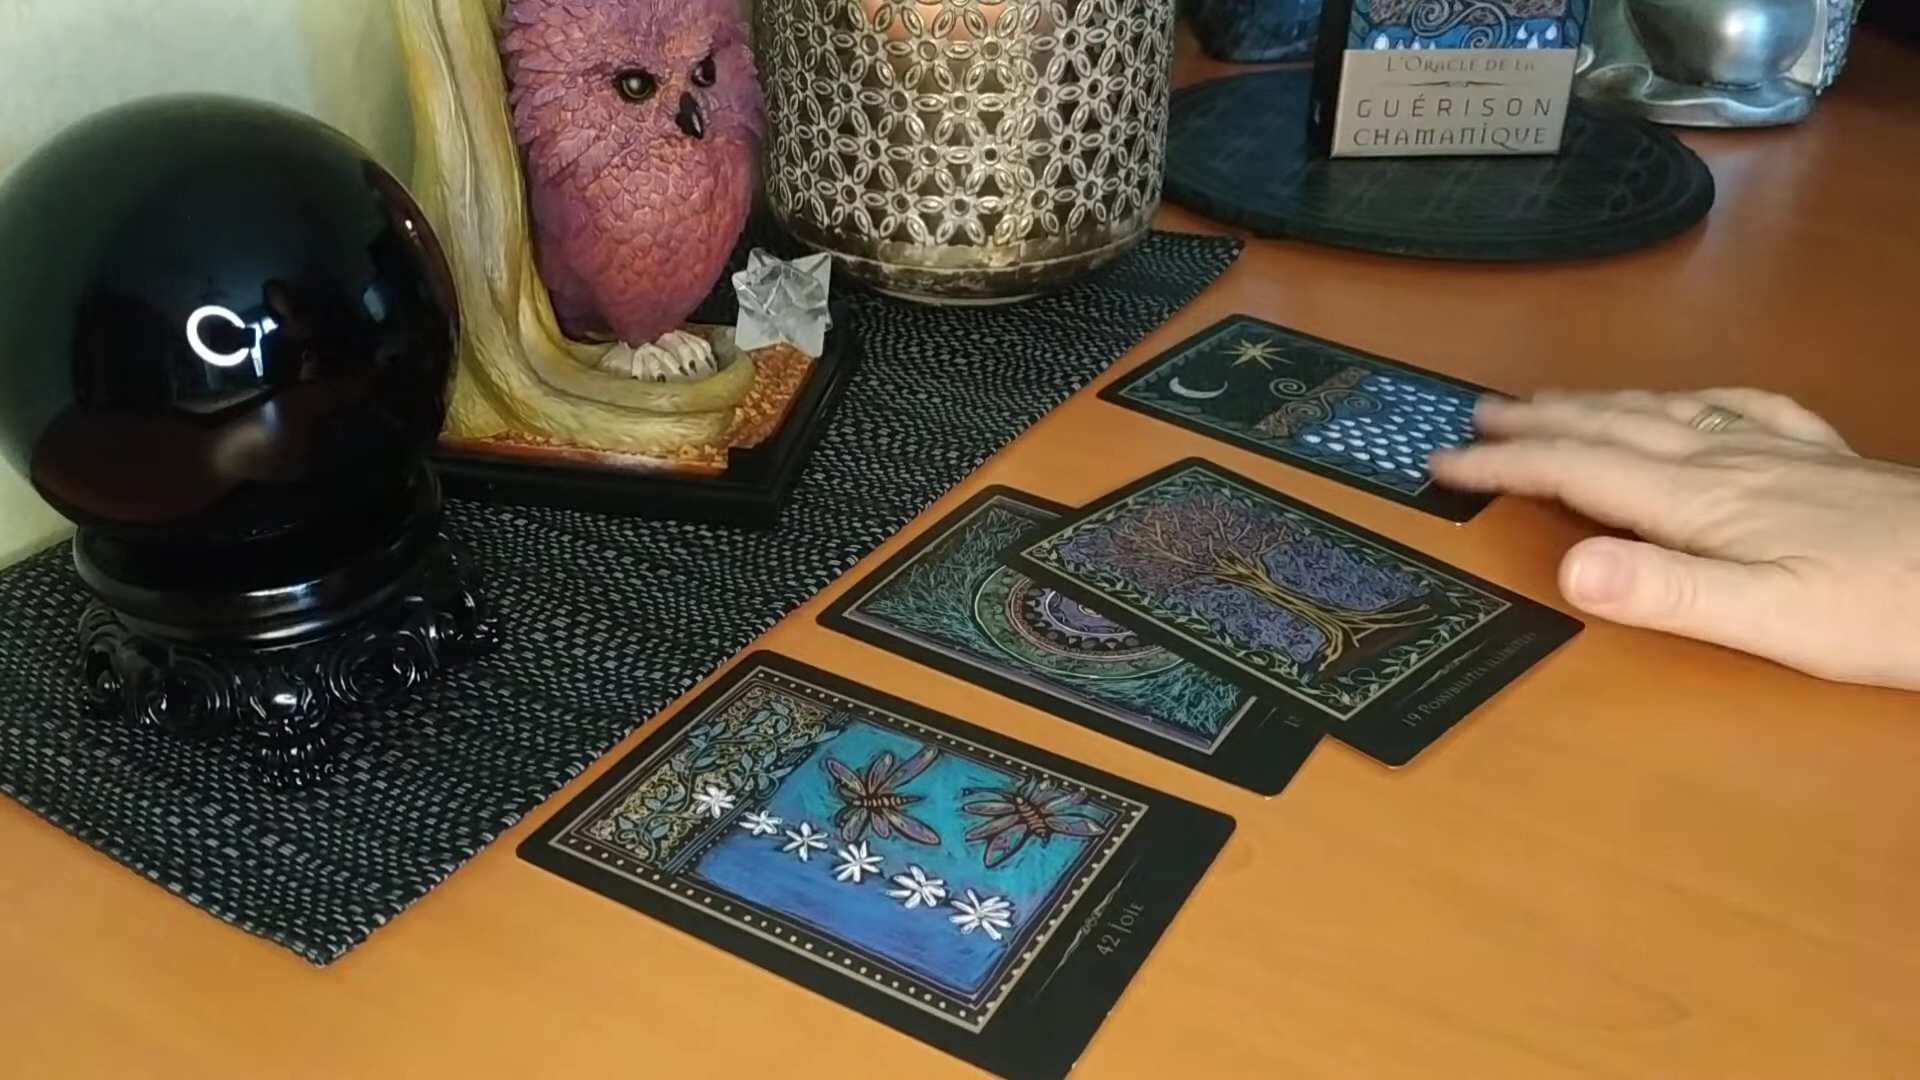 L'ORACLE DE LA
GUÉRISON
CHAMANIQUE
19 POSSIBILITÉS ILLIMITÉES
42 JOIE